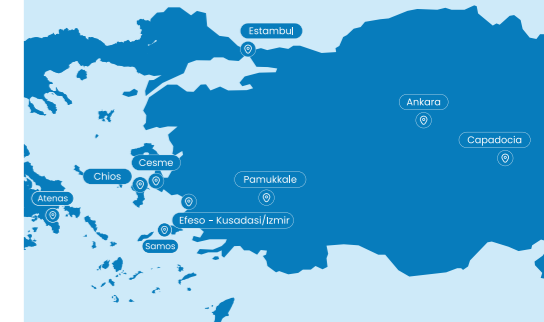 Estambul
Ankara
Capadocia
Cesme
Chios
Pamukkale
Atenas
Efeso - Kusadasi/Izmir
Samos